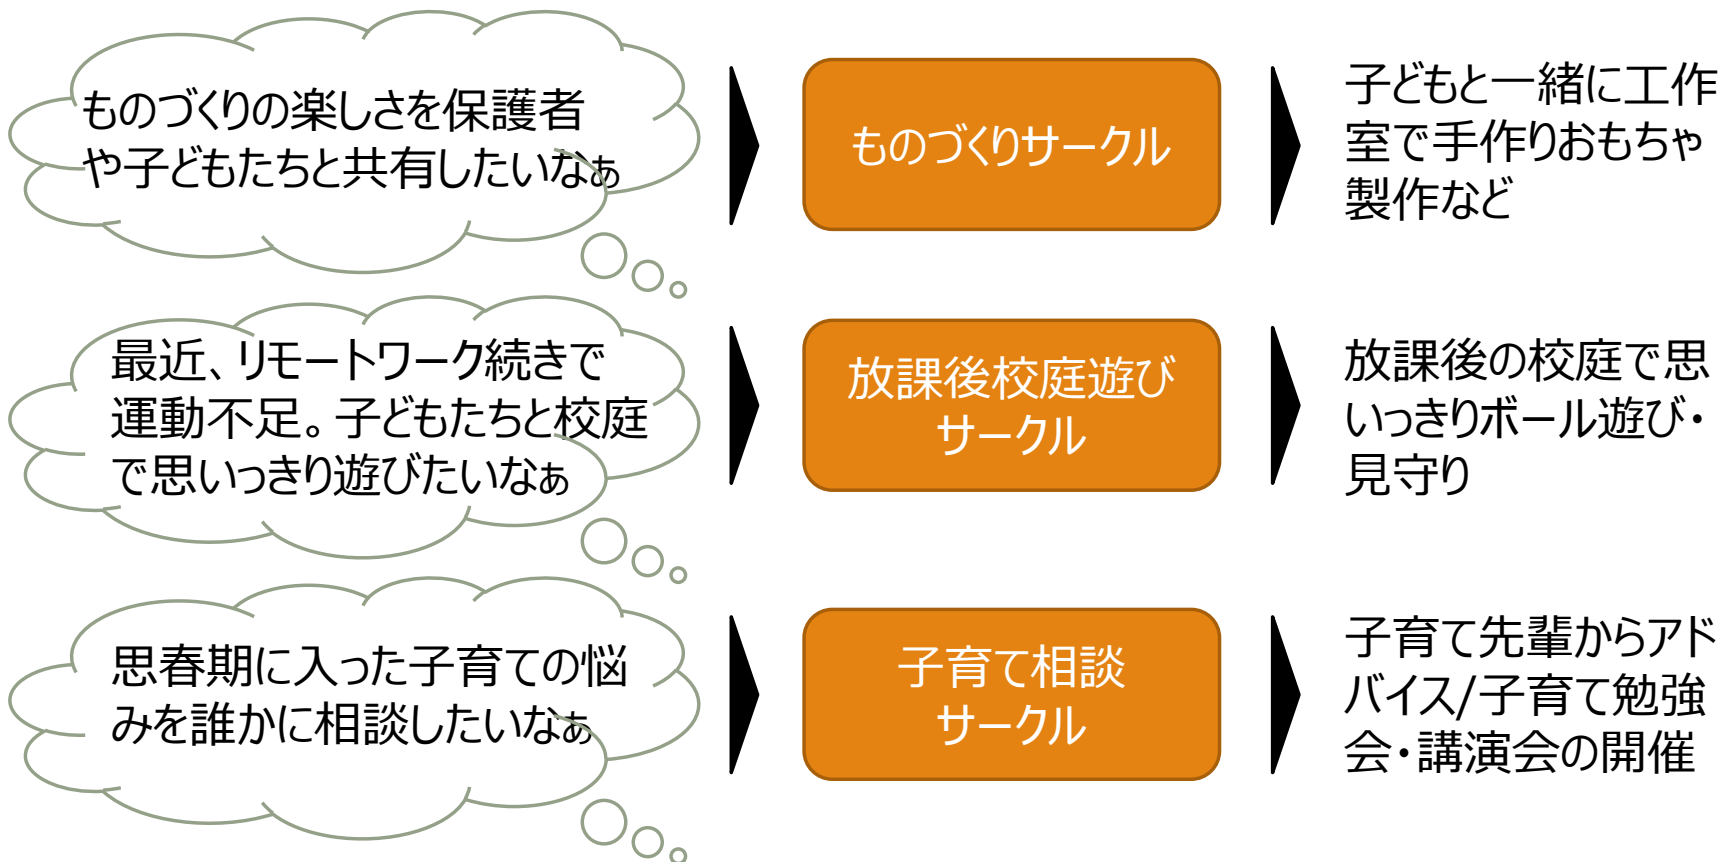 ものづくりの楽しさを保護者
や子どもたちと共有したいなぁ
ものづくりサークル
子どもと一緒に工作
室で手作りおもちゃ
製作など
最近、リモートワーク続きで
運動不足。子どもたちと校庭
で思いっきり遊びたいなぁ
放課後校庭遊び
サークル
放課後の校庭で思
いっきりボール遊び・
見守り
思春期に入った子育ての悩
みを誰かに相談したいなぁ
子育て相談
サークル
子育て先輩からアド
バイス/子育て勉強
会・講演会の開催